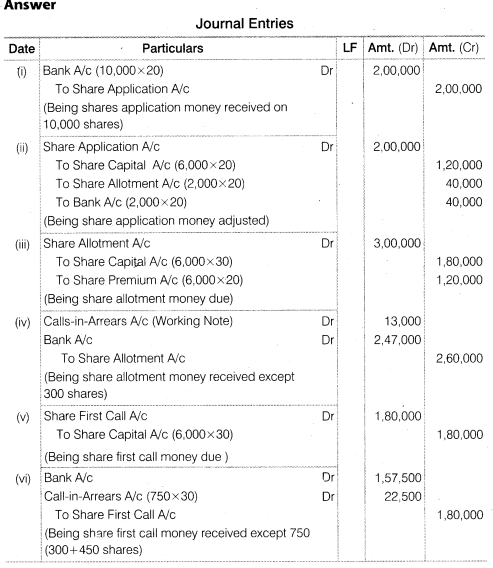 Answer
Journal Entries
Date Particulars LF Amt. (Dr) Amt. (Cr)
(i) Bank A/c (10,000×20) Dr 2,00,000
To Share Application A/c 2,00,000
(Being shares application money received on
10,000 shares)
(ii) Share Application A/c Dr 2,00,000
To Share Capital A/c (6,000×20) 1,20,000
To Share Allotment A/c (2,000×20) 40,000
To Bank A/c (2,000×20) 40,000
(Being share application money adjusted)
(iii) Share Allotment A/c Dr 3,00,000
To Share Capital A/c (6,000×30) 1,80,000
To Share Premium A/c (6,000×20) 1,20,000
(Being share allotment money due)
(iv) Calls-in-Arrears A/c (Working Note) Dr 13,000
Bank A/c Dr 2,47,000
To Share Allotment A/c 2,60,000
(Being share allotment money received except
300 shares)
(v) Share First Call A/c Dr 1,80,000
To Share Capital A/c (6,000×30) 1,80,000
(Being share first call money due )
(vi) Bank A/c Dr 1,57,500
Call-in-Arrears A/c (750×30) Dr 22,500
To Share First Call A/c 1,80,000
(Being share first call money received except 750
(300+450 shares)